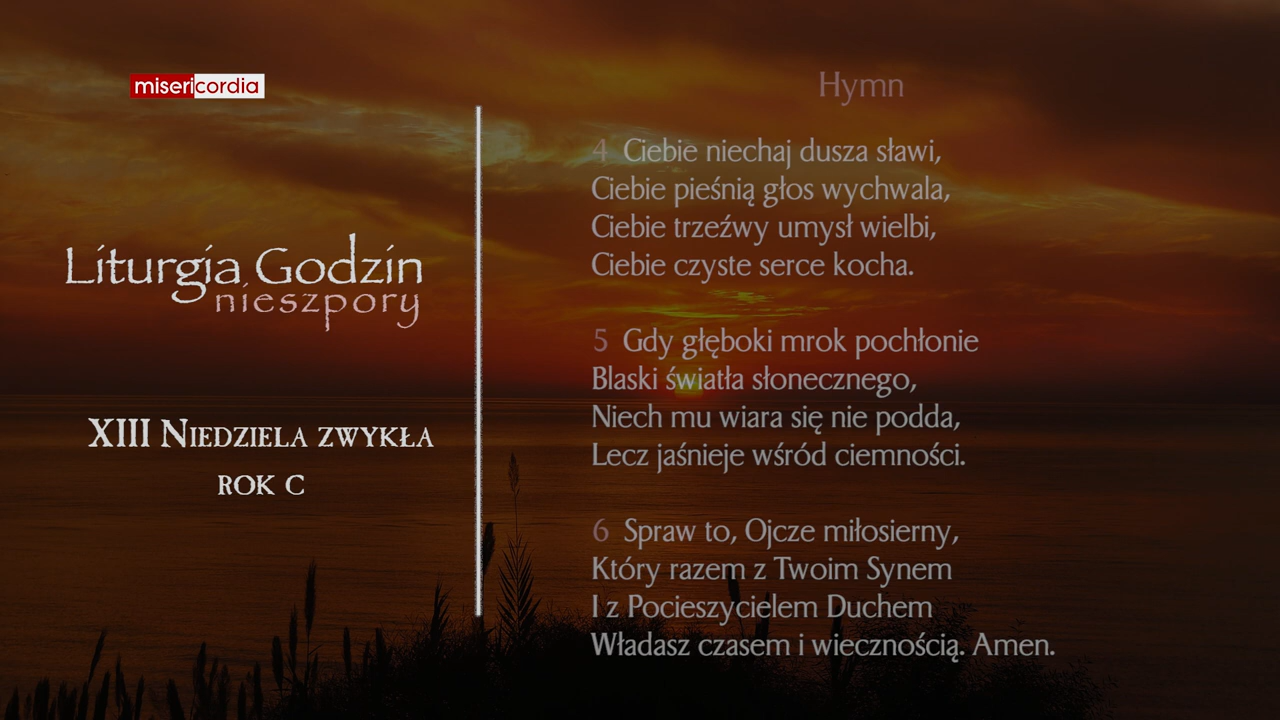 misericordia
Liturgia Godzin
nieszpory
XIII Niedziela zwykła
rok C
Hymn
4 Ciebie niechaj dusza sławi,
Ciebie pieśnią głos wychwala,
Ciebie trzeźwy umysł wielbi,
Ciebie czyste serce kocha.
5 Gdy głęboki mrok pochłonie
Blaski światła słonecznego,
Niech mu wiara się nie podda,
Lecz jaśnieje wśród ciemności.
6 Spraw to, Ojcze miłosierny,
Który razem z Twoim Synem
I z Pocieszycielem Duchem
Władasz czasem i wiecznością. Amen.